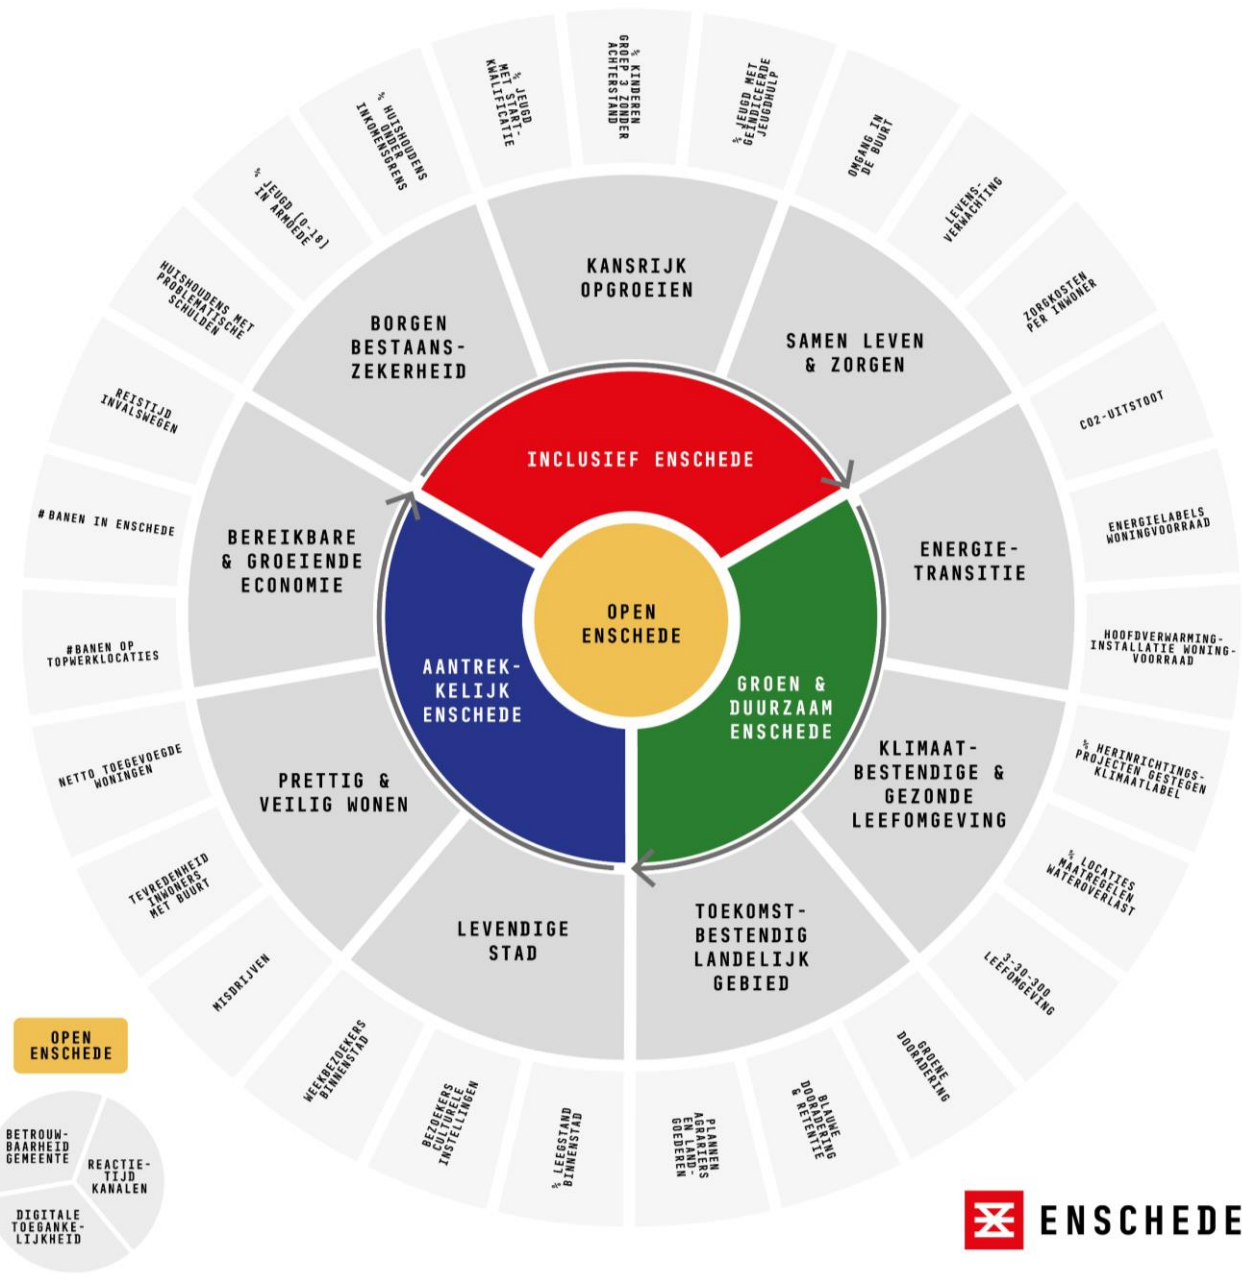 % JEUGD
MET START-
KWALIFICATIE
% KINDEREN
GROEP 3 ZONDER
ACHTERSTAND
% JEUGD MET
GEÏNDICEERDE
JEUGDHULP
OMGANG IN
DE BUURT
LEVENS-
VERWACHTING
ZORGKOSTEN
PER INWONER
CO2-UITSTOOT
ENERGIELABELS
WONINGVOORRAAD
HOOFDVERWARMING-
INSTALLATIE WONING-
VOORRAAD
% HERINRICHTINGS-
PROJECTEN GESTEGEN
KLIMAATLABEL
% LOCATIES
MAATREGELEN
WATEROVERLAST
3-30-300
LEEFOMGEVING
GROENE
DOORADERING
BLAUWE
DOORADERING
& RETENTIE
PLANNEN
AGRARIERS
EN LAND-
GOEDEREN
% LEEGSTAND
BINNENSTAD
BEZOEKERS
CULTURELE
INSTELLINGEN
WEEKBEZOEKERS
BINNENSTAD
MISDRIJVEN
TEVREDENHEID
INWONERS
MET BUURT
NETTO TOEGEVOEGDE
WONINGEN
#BANEN OP
TOPWERKLOCATIES
#BANEN IN ENSCHEDE
REISTIJD
INVALSWEGEN
HUISHOUDENS MET
PROBLEMATISCHE
SCHULDEN
% JEUGD [0-18]
IN ARMOEDE
% HUISHOUDENS
ONDER
INKOMENSGRENS
KANSRIJK
OPGROEIEN
SAMEN LEVEN
& ZORGEN
ENERGIE-
TRANSITIE
KLIMAAT-
BESTENDIGE &
GEZONDE
LEEFOMGEVING
TOEKOMST-
BESTENDIG
LANDELIJK
GEBIED
LEVENDIGE
STAD
PRETTIG &
VEILIG WONEN
BEREIKBARE
& GROEIENDE
ECONOMIE
BORGEN
BESTAANS-
ZEKERHEID
INCLUSIEF ENSCHEDE
GROEN &
DUURZAAM
ENSCHEDE
AANTREK-
KELIJK
ENSCHEDE
OPEN
ENSCHEDE
OPEN
ENSCHEDE
BETROUW-
BAARHEID
GEMEENTE
REACTIE-
TIJD
KANALEN
DIGITALE
TOEGANKE-
LIJKHEID
ENSCHEDE